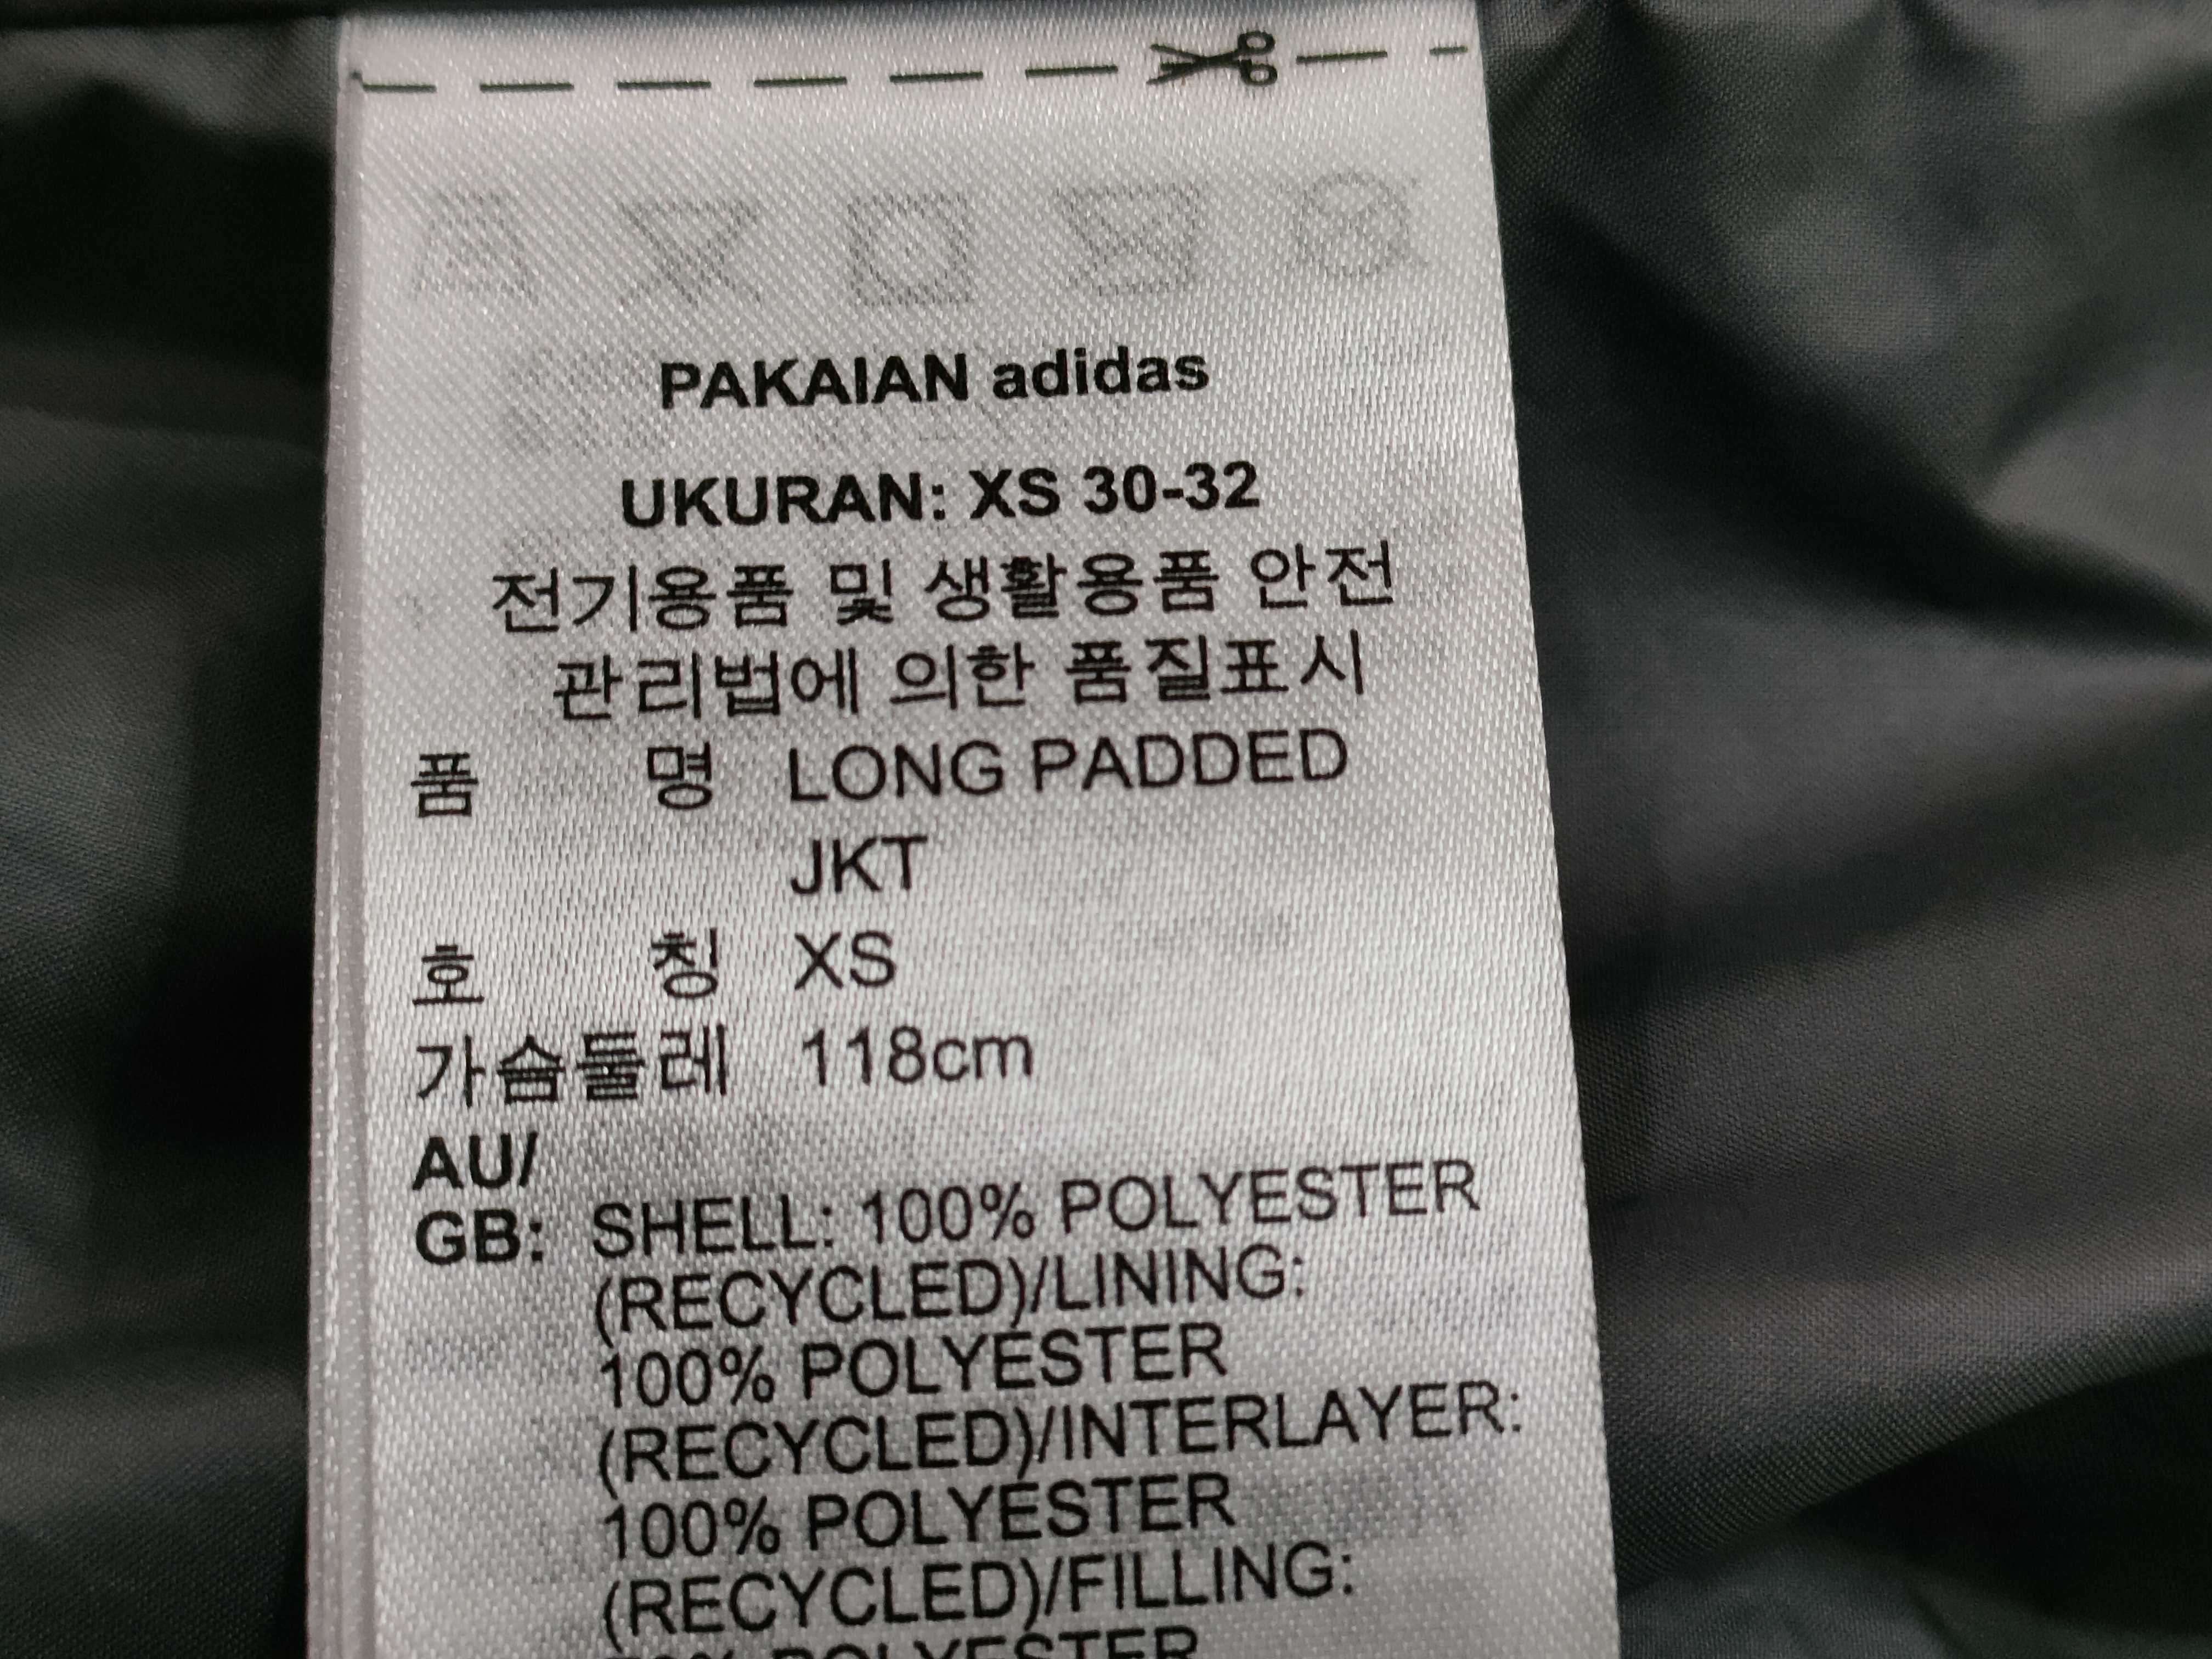 PAKAIAN adidas
UKURAN: XS 30-32
전기용품 및 생활용품 안전
관리법에 의한 품질표시
품 명 LONG PADDED
JKT
호 칭 XS
가슴둘레 118cm
AU/
GB: SHELL: 100% POLYESTER
(RECYCLED)/LINING:
100% POLYESTER
(RECYCLED)/INTERLAYER:
100% POLYESTER
(RECYCLED)/FILLING:
POLYESTER